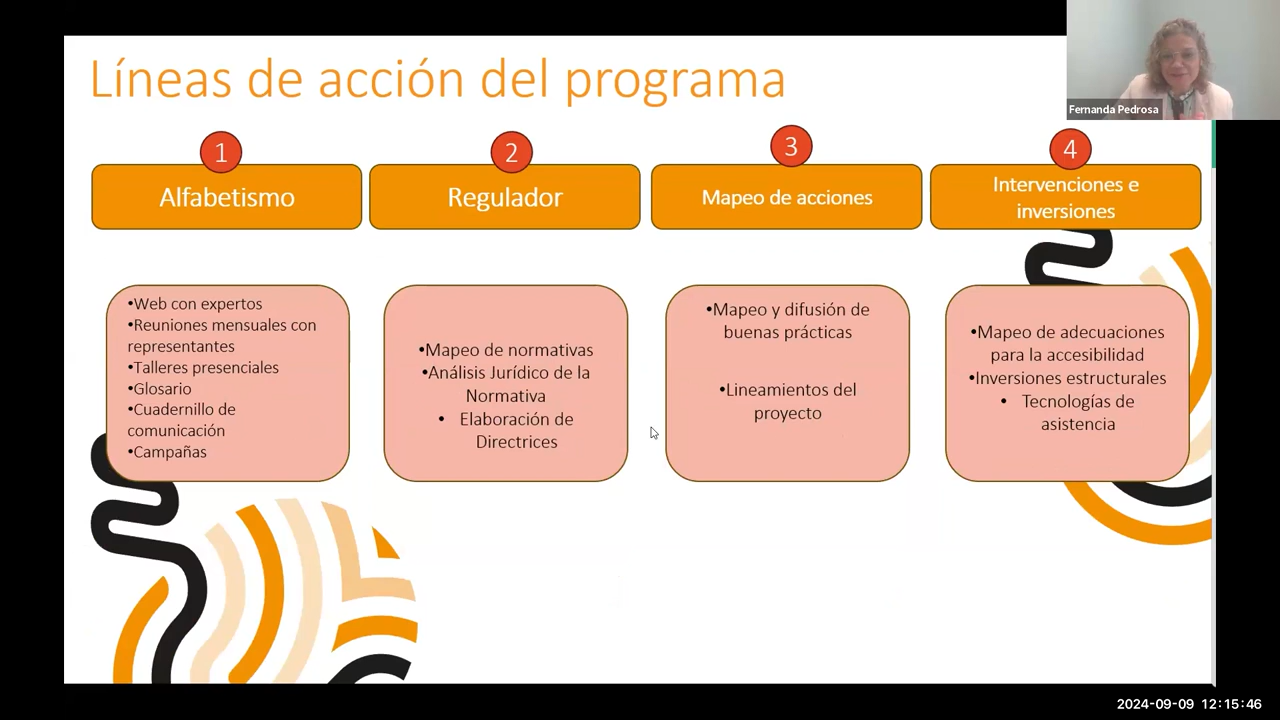 Líneas de acción del programa
Fernanda Pedrosa
1
Alfabetismo
2
Regulador
3
Mapeo de acciones
4
Intervenciones e
inversiones
•Web con expertos
•Reuniones mensuales con
representantes
•Talleres presenciales
•Glosario
•Cuadernillo de
comunicación
•Campañas
•Mapeo de normativas
•Análisis Jurídico de la
Normativa
• Elaboración de
Directrices
•Mapeo y difusión de
buenas prácticas
•Lineamientos del
proyecto
•Mapeo de adecuaciones
para la accesibilidad
•Inversiones estructurales
• Tecnologías de
asistencia
2024-09-09 12:15:46